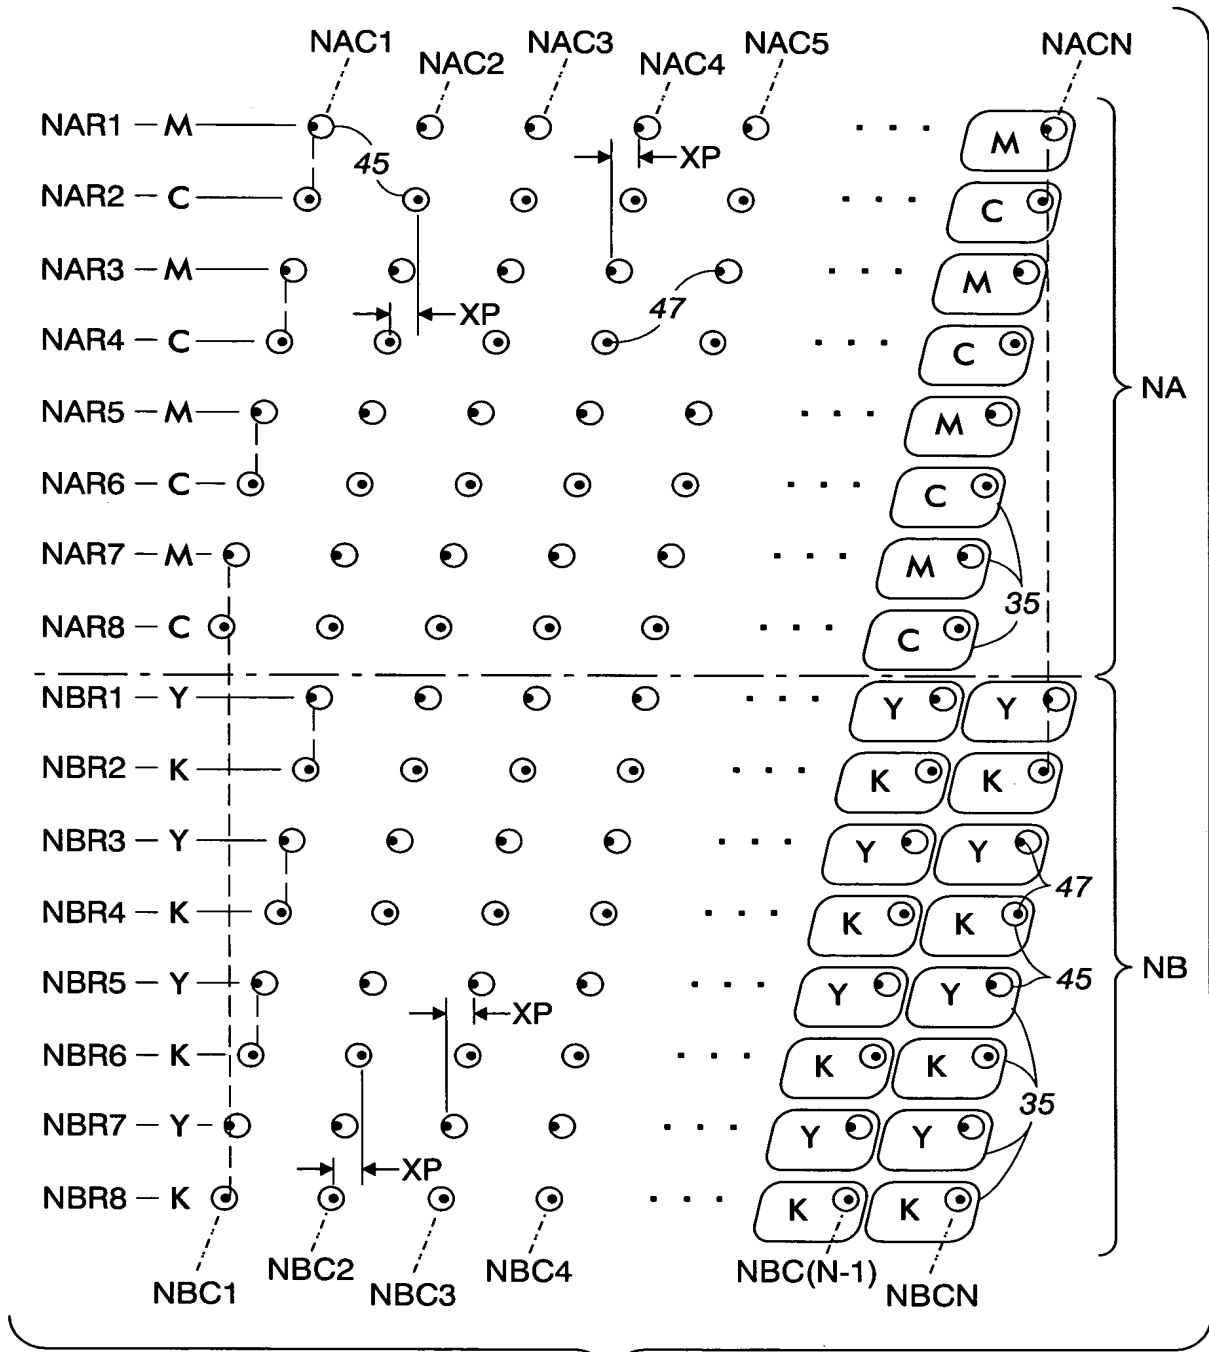 NAC1 NAC2 NAC3 NAC4 NAC5 NACN
NAR1 — M M
45 XP
NAR2 — C C
NAR3 — M M
47
XP
NAR4 — C C
NA
NAR5 — M M
NAR6 — C C
NAR7 — M M
35
NAR8 — C C
NBR1 — Y Y Y
NBR2 — K K K
NBR3 — Y Y Y
47
NBR4 — K K K
NB
45
NBR5 — Y Y Y
XP
NBR6 — K K K
35
NBR7 — Y Y Y
XP
NBR8 — K K K
NBC1 NBC2 NBC3 NBC4 NBC(N-1) NBCN